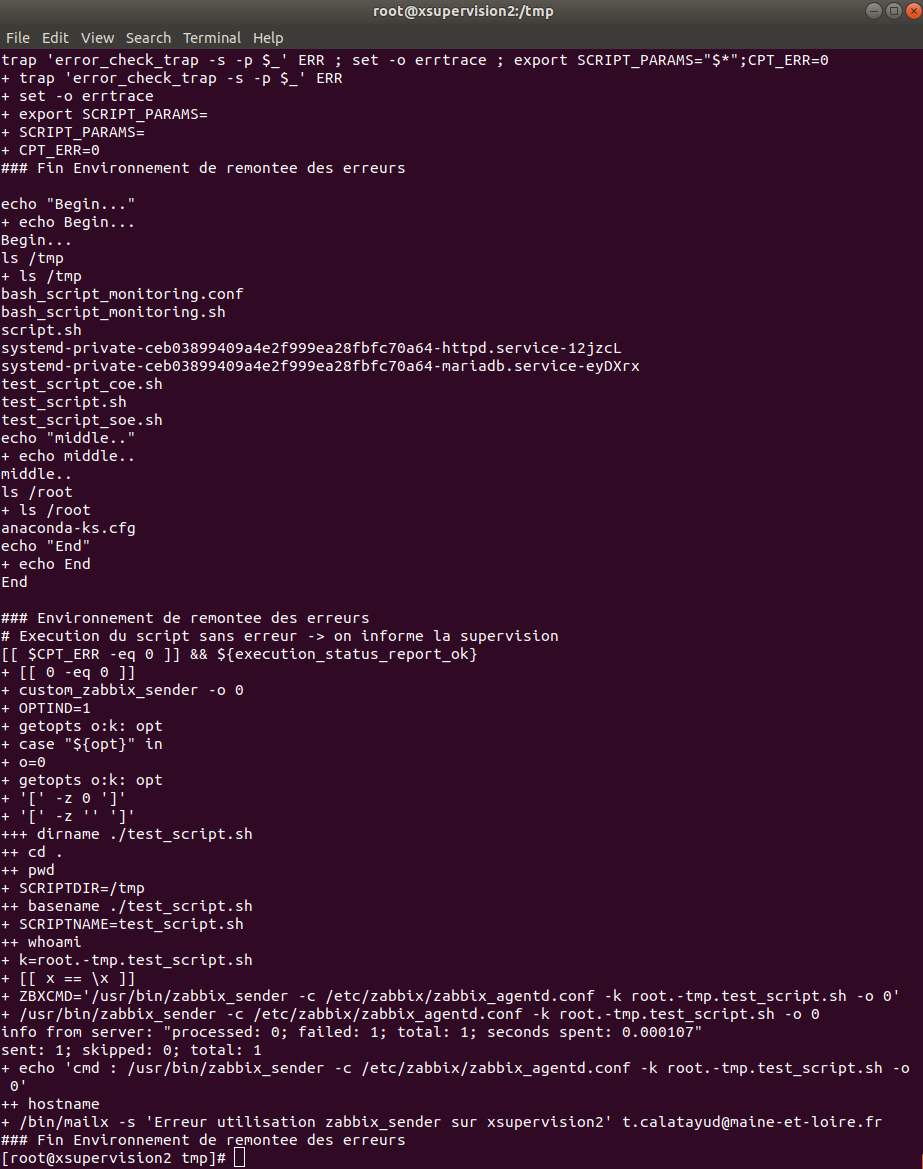 root@xsupervision2:/tmp
File Edit View Search Terminal Help
trap 'error_check_trap -s -p $_' ERR ; set -o errtrace ; export SCRIPT_PARAMS="$*";CPT_ERR=0
+ trap 'error_check_trap -s -p $_' ERR
+ set -o errtrace
+ export SCRIPT_PARAMS=
+ SCRIPT_PARAMS=
+ CPT_ERR=0
### Fin Environnement de remontee des erreurs
echo "Begin..."
+ echo Begin...
Begin...
ls /tmp
+ ls /tmp
bash_script_monitoring.conf
bash_script_monitoring.sh
script.sh
systemd-private-ceb03899409a4e2f999ea28fbfc70a64-httpd.service-12jzcL
systemd-private-ceb03899409a4e2f999ea28fbfc70a64-mariadb.service-eyDXrx
test_script_coe.sh
test_script.sh
test_script_soe.sh
echo "middle.."
+ echo middle..
middle..
ls /root
+ ls /root
anaconda-ks.cfg
echo "End"
+ echo End
End
### Environnement de remontee des erreurs
# Execution du script sans erreur -> on informe la supervision
[[ $CPT_ERR -eq 0 ]] && ${execution_status_report_ok}
+ [[ 0 -eq 0 ]]
+ custom_zabbix_sender -o 0
+ OPTIND=1
+ getopts o:k: opt
+ case "${opt}" in
+ o=0
+ getopts o:k: opt
+ '[' -z 0 ']'
+ '[' -z '' ']'
+++ dirname ./test_script.sh
++ cd .
++ pwd
+ SCRIPTDIR=/tmp
++ basename ./test_script.sh
+ SCRIPTNAME=test_script.sh
++ whoami
+ k=root.-tmp.test_script.sh
+ [[ x == \x ]]
+ ZBXCMD='/usr/bin/zabbix_sender -c /etc/zabbix/zabbix_agentd.conf -k root.-tmp.test_script.sh -o 0'
+ /usr/bin/zabbix_sender -c /etc/zabbix/zabbix_agentd.conf -k root.-tmp.test_script.sh -o 0
info from server: "processed: 0; failed: 1; total: 1; seconds spent: 0.000107"
sent: 1; skipped: 0; total: 1
+ echo 'cmd : /usr/bin/zabbix_sender -c /etc/zabbix/zabbix_agentd.conf -k root.-tmp.test_script.sh -o
 0'
++ hostname
+ /bin/mailx -s 'Erreur utilisation zabbix_sender sur xsupervision2' t.calatayud@maine-et-loire.fr
### Fin Environnement de remontee des erreurs
[root@xsupervision2 tmp]#